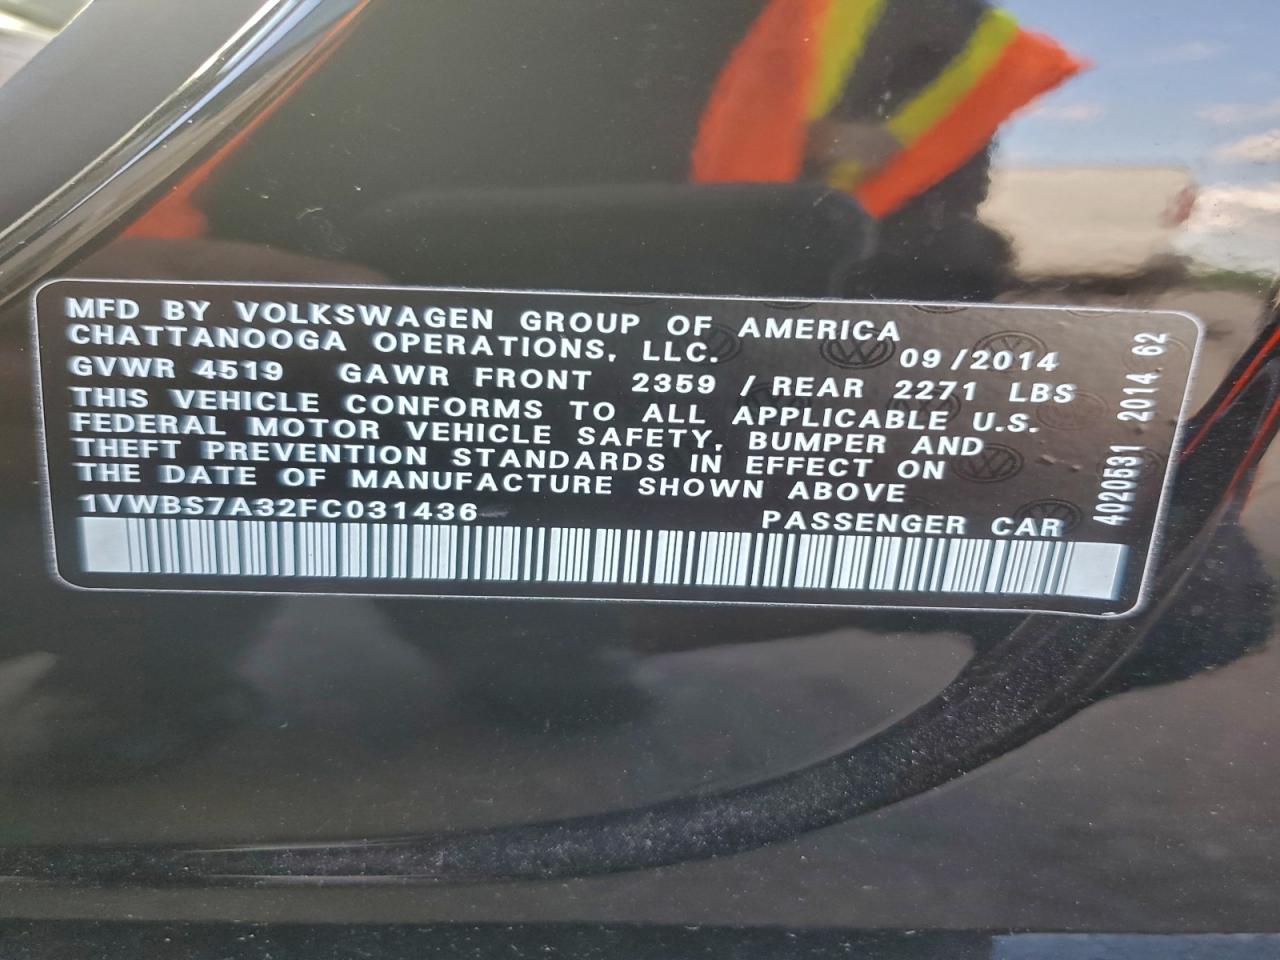 MFD BY VOLKSWAGEN GROUP OF AMERICA
CHATTANOOGA OPERATIONS, LLC. 09/2014
GVWR 4519 GAWR FRONT 2359 / REAR 2271 LBS
THIS VEHICLE CONFORMS TO ALL APPLICABLE U.S.
FEDERAL MOTOR VEHICLE SAFETY, BUMPER AND
THEFT PREVENTION STANDARDS IN EFFECT ON
THE DATE OF MANUFACTURE SHOWN ABOVE
1VWBS7A32FC031436 PASSENGER CAR
4020531 2014.62